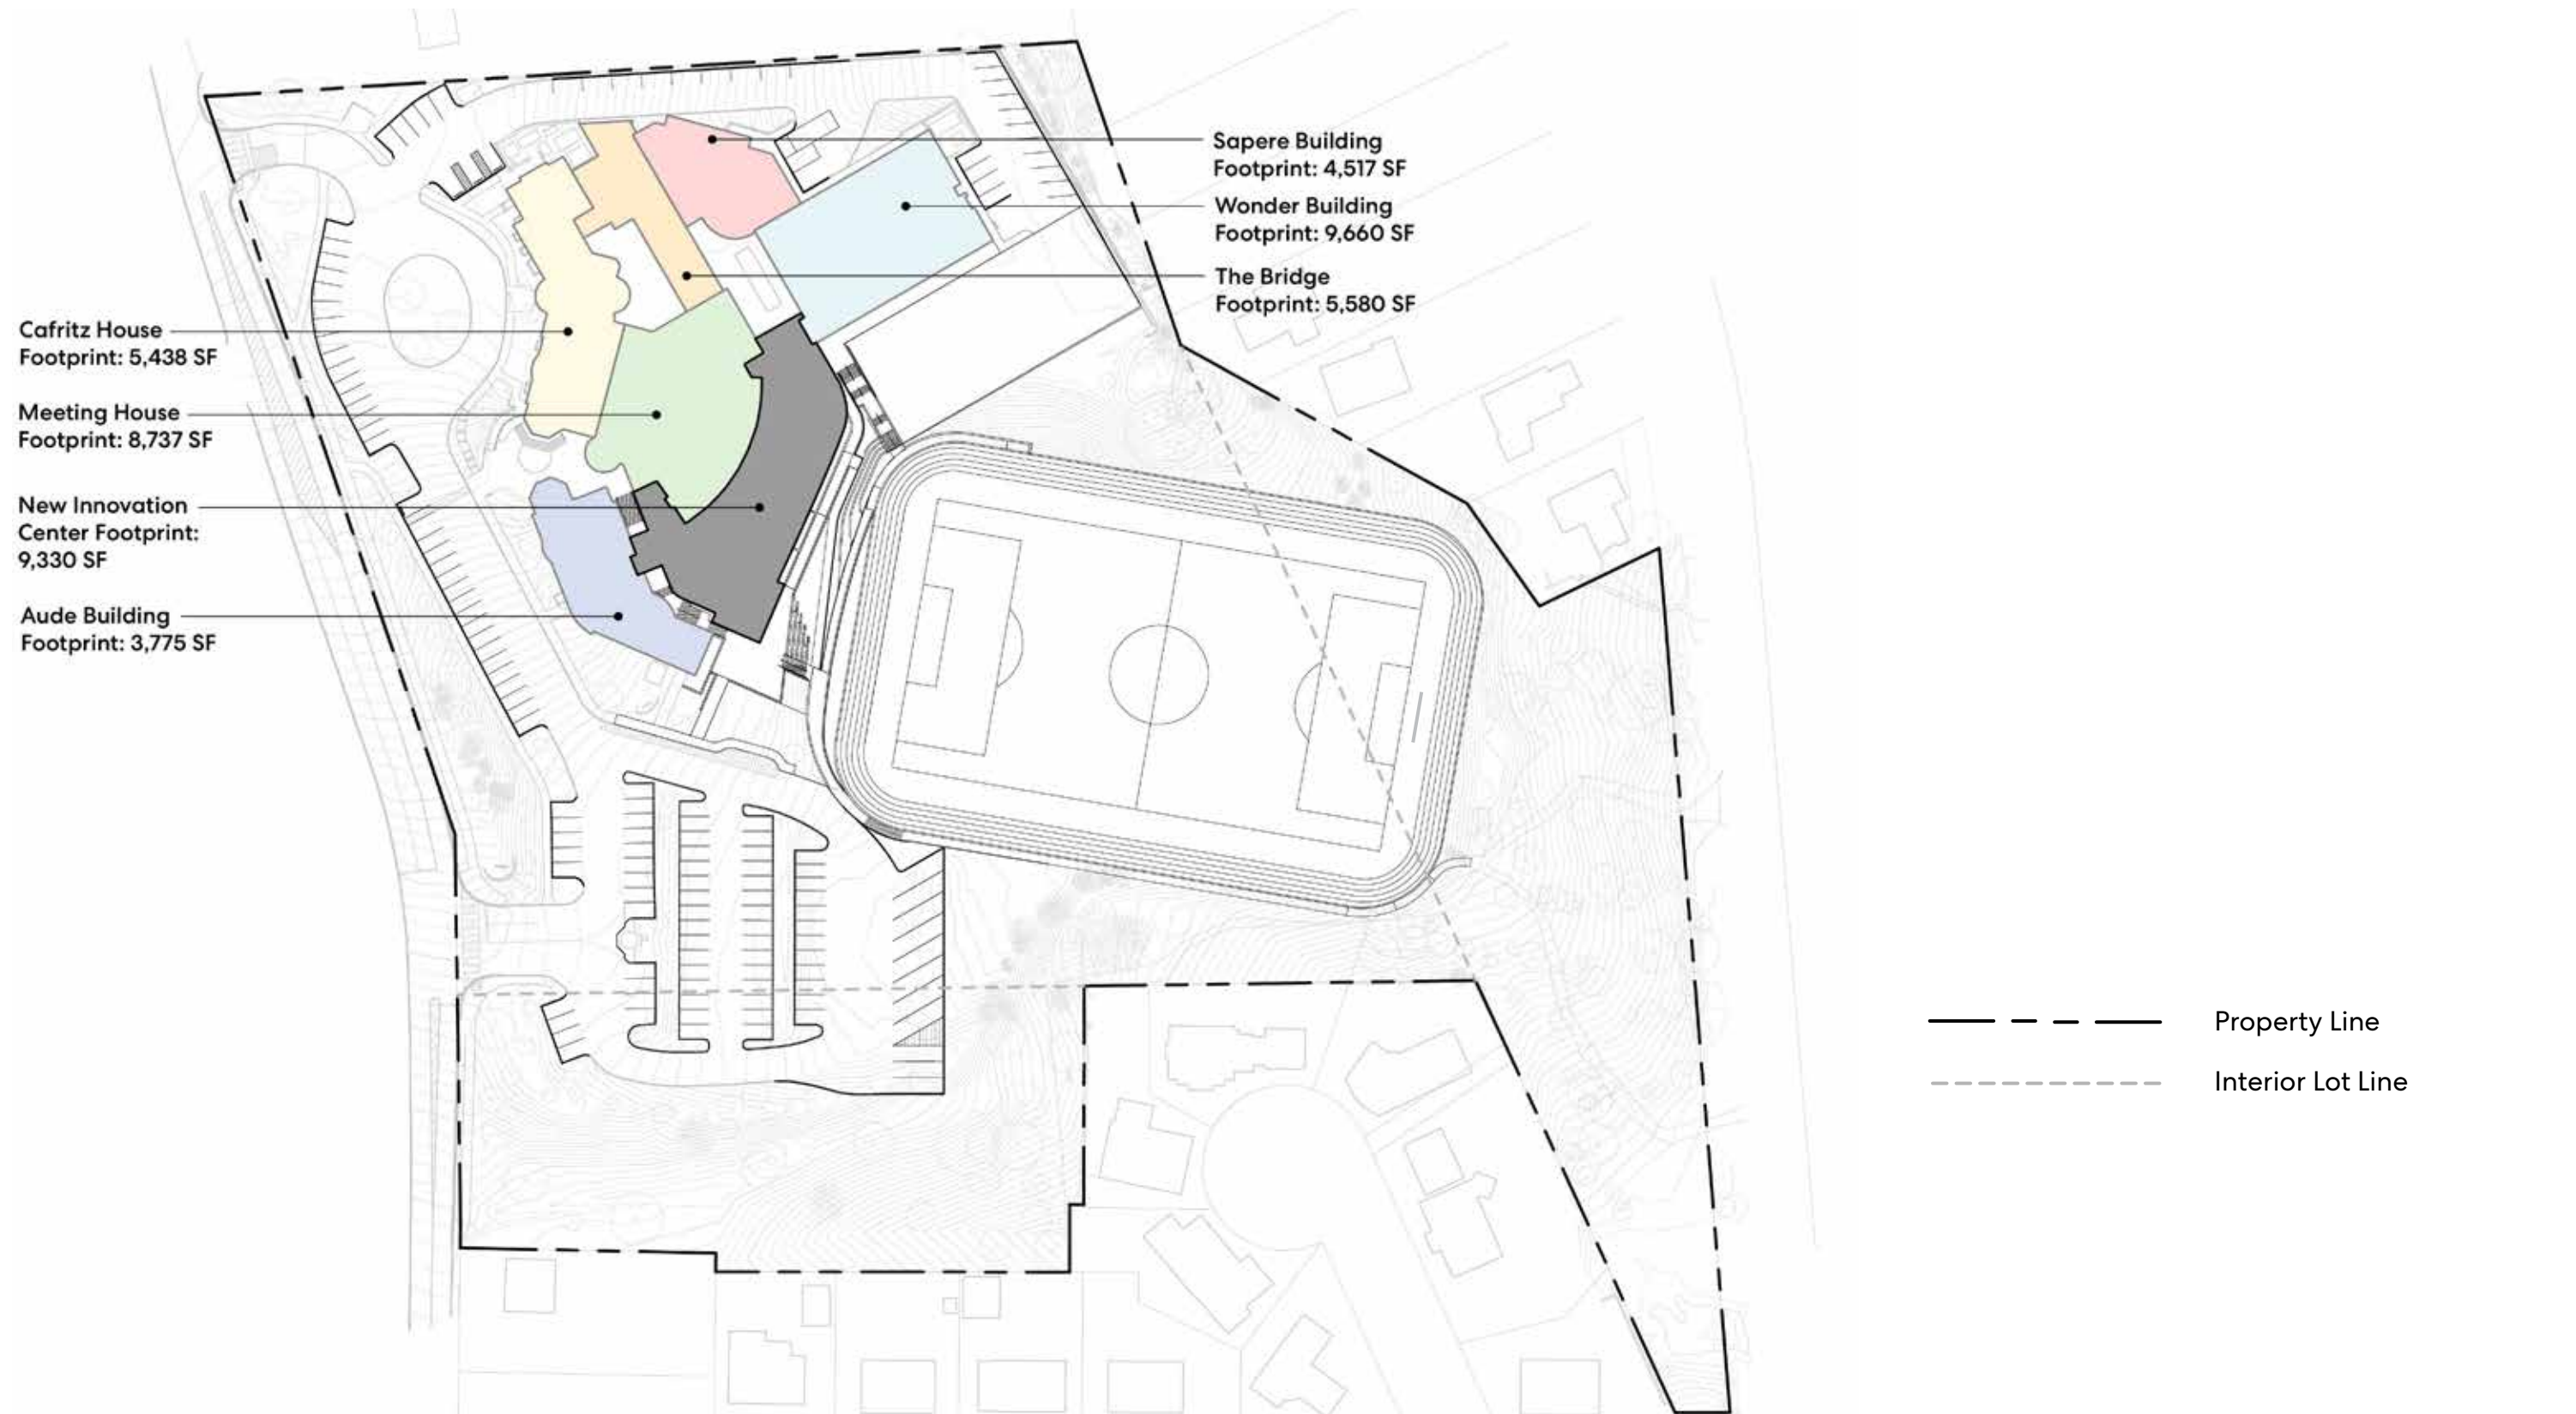 Sapere Building
Footprint: 4,517 SF
Wonder Building
Footprint: 9,660 SF
The Bridge
Footprint: 5,580 SF
Cafritz House
Footprint: 5,438 SF
Meeting House
Footprint: 8,737 SF
New Innovation
Center Footprint:
9,330 SF
Aude Building
Footprint: 3,775 SF
Property Line
Interior Lot Line